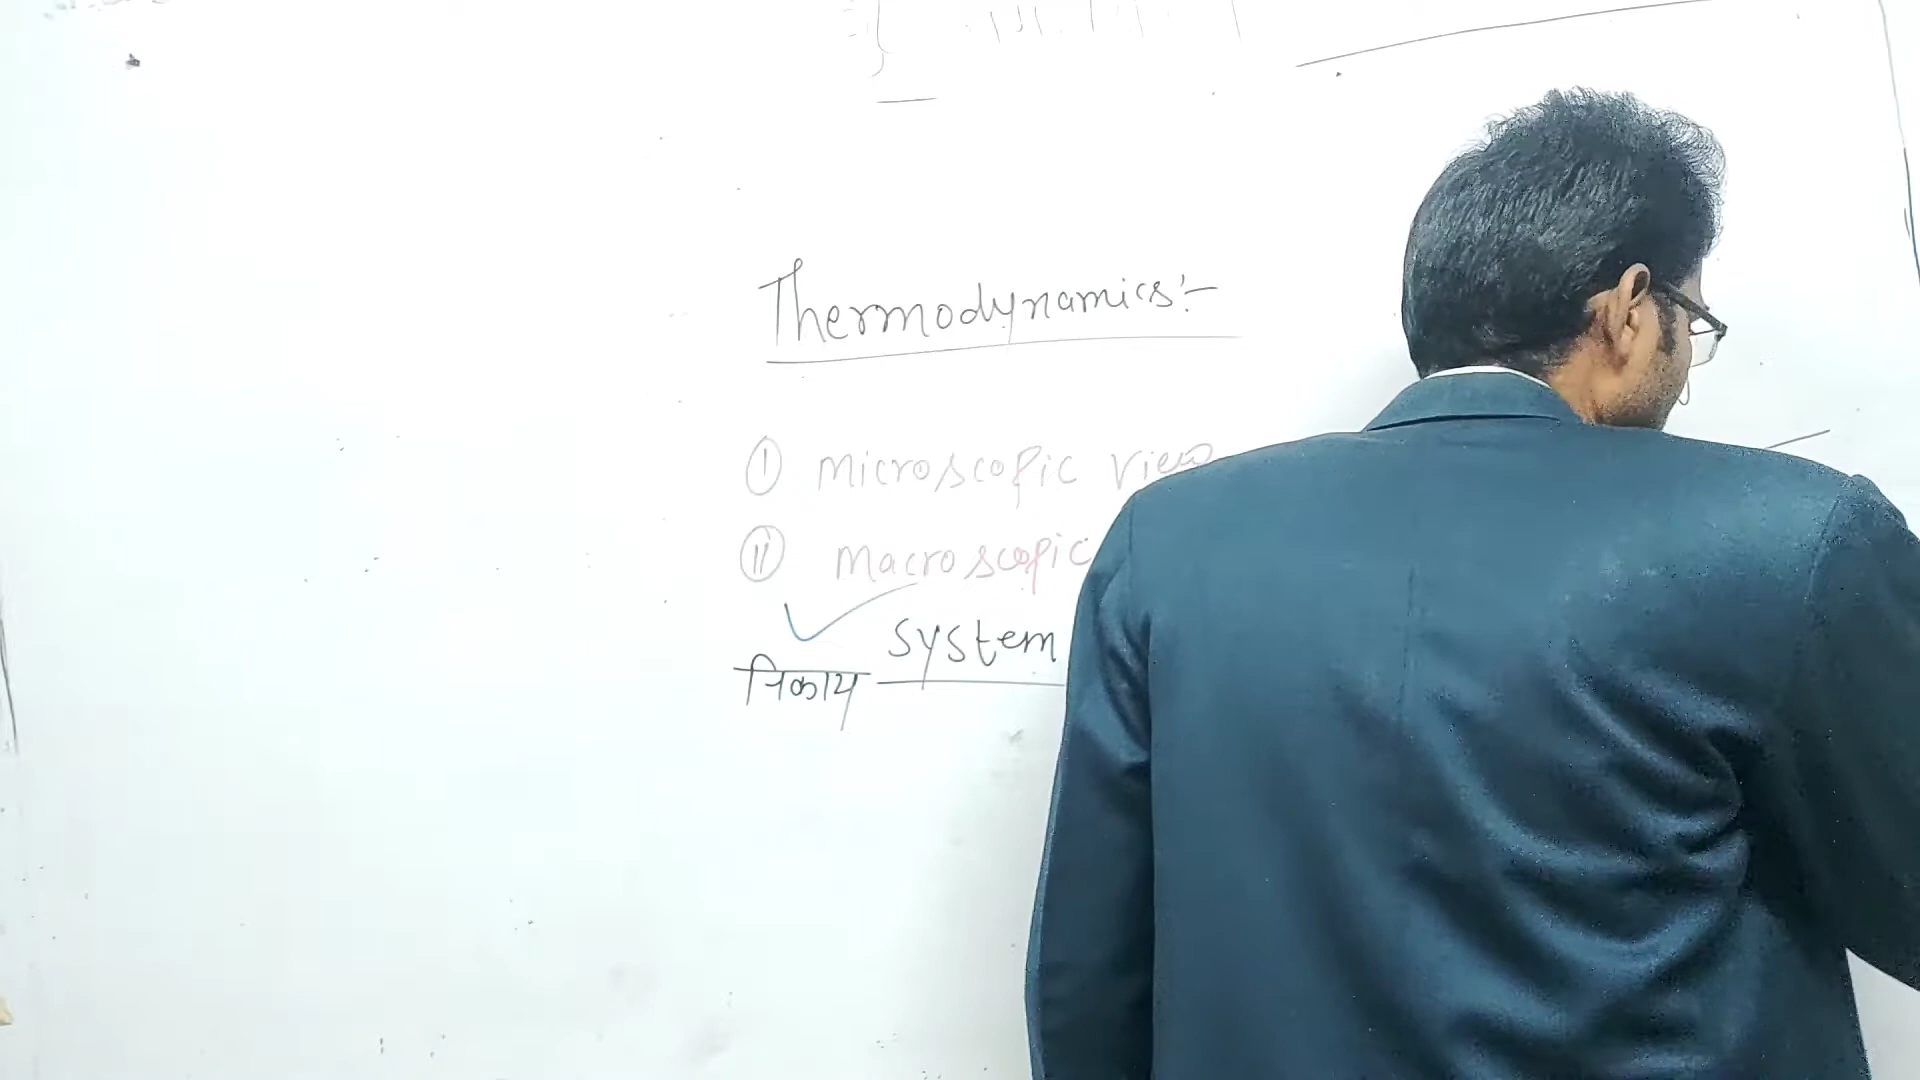 Thermodynamics:-
(I) Microscopic View
(II) Macroscopic
System
निकाय